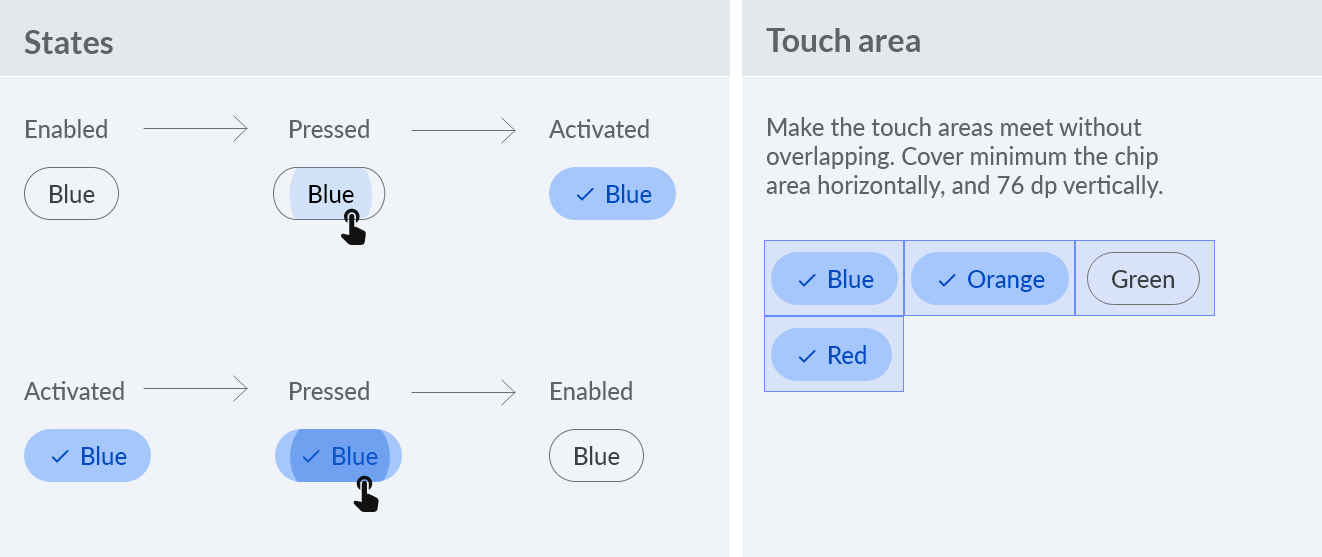 States
Enabled
Pressed
Activated
Blue
Blue
Blue
Activated
Pressed
Enabled
Blue
Blue
Blue
Touch area
Make the touch areas meet without
overlapping. Cover minimum the chip
area horizontally, and 76 dp vertically.
Blue
Orange
Green
Red